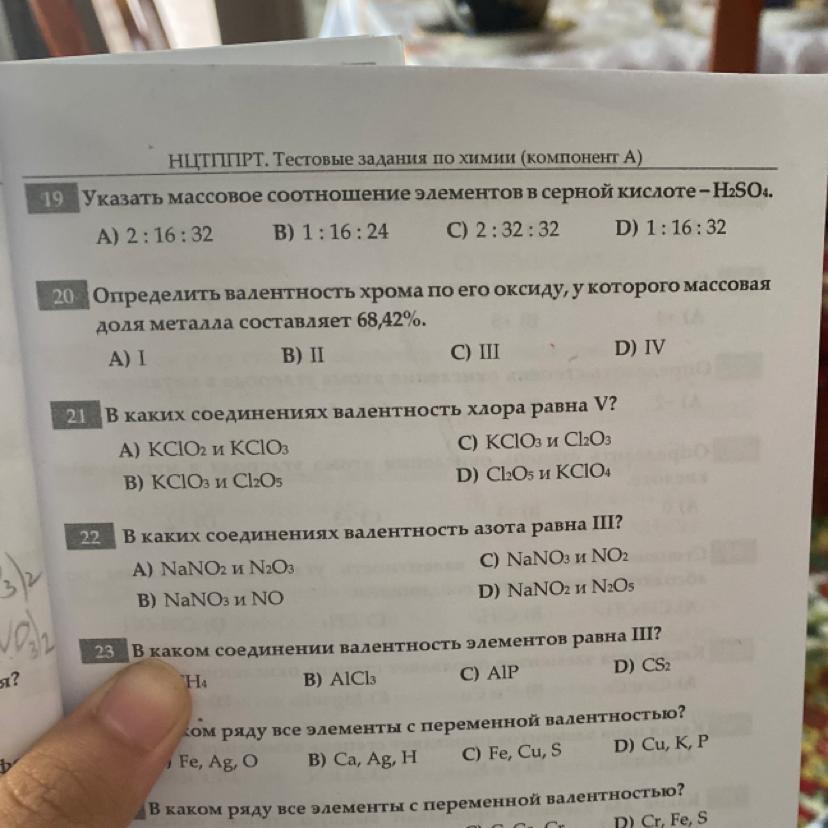 НЦТППРТ. Тестовые задания по химии (компонент А)
19 Указать массовое соотношение элементов в серной кислоте – H₂SO₄.
A) 2 : 16 : 32 B) 1 : 16 : 24 C) 2 : 32 : 32 D) 1 : 16 : 32
20 Определить валентность хрома по его оксиду, у которого массовая
доля металла составляет 68,42%.
A) I B) II C) III D) IV
21 В каких соединениях валентность хлора равна V?
A) KClO₂ и KClO₃ C) KClO₃ и Cl₂O₃
B) KClO₃ и Cl₂O₅ D) Cl₂O₅ и KClO₄
22 В каких соединениях валентность азота равна III?
A) NaNO₂ и N₂O₃ C) NaNO₃ и NO₂
B) NaNO₃ и NO D) NaNO₂ и N₂O₅
23 В каком соединении валентность элементов равна III?
H₄ B) AlCl₃ C) AlP D) CS₂
ком ряду все элементы с переменной валентностью?
Fe, Ag, O B) Ca, Ag, H C) Fe, Cu, S D) Cu, K, P
В каком ряду все элементы с переменной валентностью?
D) Cr, Fe, S
я?